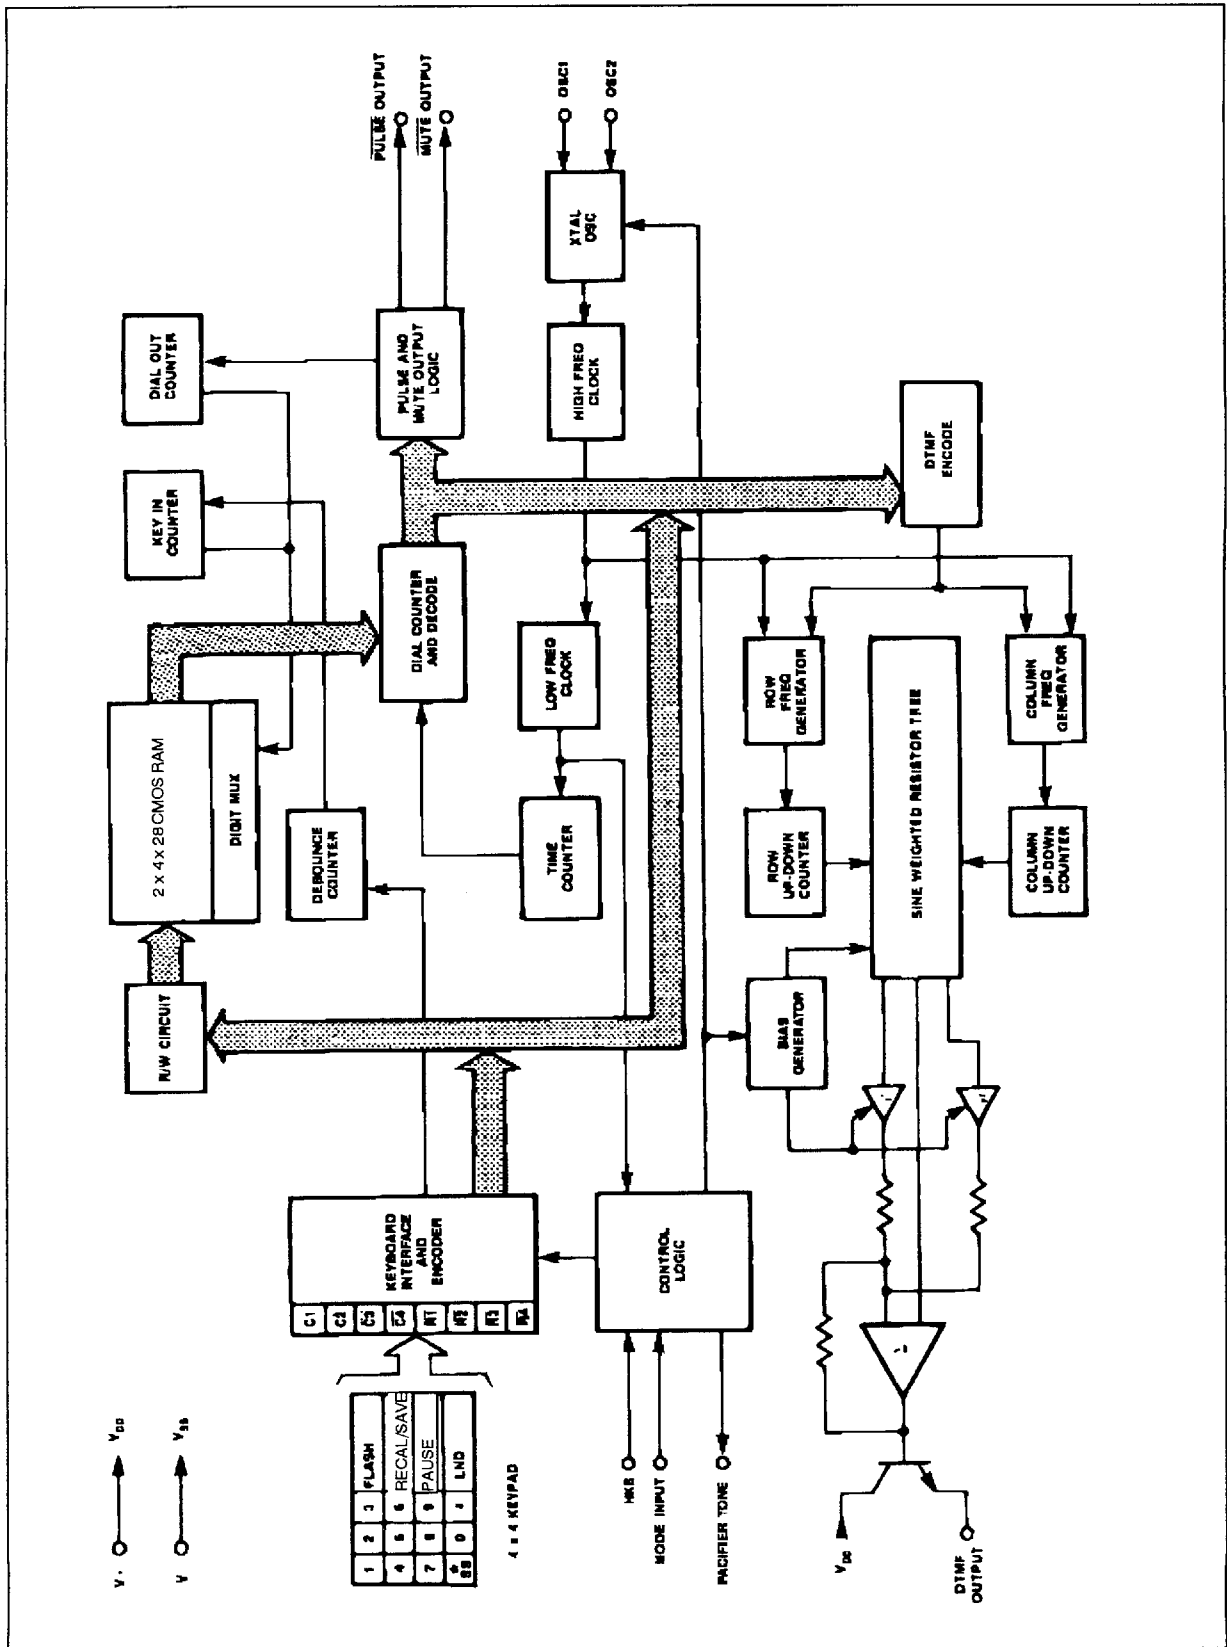 V+
V_DD
V-
V_SS
1 2 3 FLASH
4 5 6 RECAL/SAVE
7 8 9 PAUSE
* 0 # LND
4 x 4 KEYPAD
C1
C2
C3
C4
R1
R2
R3
R4
KEYBOARD
INTERFACE
AND
ENCODER
R/W CIRCUIT
2 x 4 x 28 CMOS RAM
DIGIT MUX
DEBOUNCE
COUNTER
KEY IN
COUNTER
DIAL OUT
COUNTER
DIAL COUNTER
AND DECODE
PULSE AND
MUTE OUTPUT
LOGIC
PULSE OUTPUT
MUTE OUTPUT
TIME
COUNTER
LOW FREQ
CLOCK
HIGH FREQ
CLOCK
XTAL
OSC
OSC1
OSC2
HKS
MODE INPUT
PACIFIER TONE
CONTROL
LOGIC
BIAS
GENERATOR
ROW
UP-DOWN
COUNTER
ROW
FREQ
GENERATOR
SINE WEIGHTED RESISTOR TREE
COLUMN
UP-DOWN
COUNTER
COLUMN
FREQ
GENERATOR
DTMF
ENCODE
V_DD
DTMF
OUTPUT